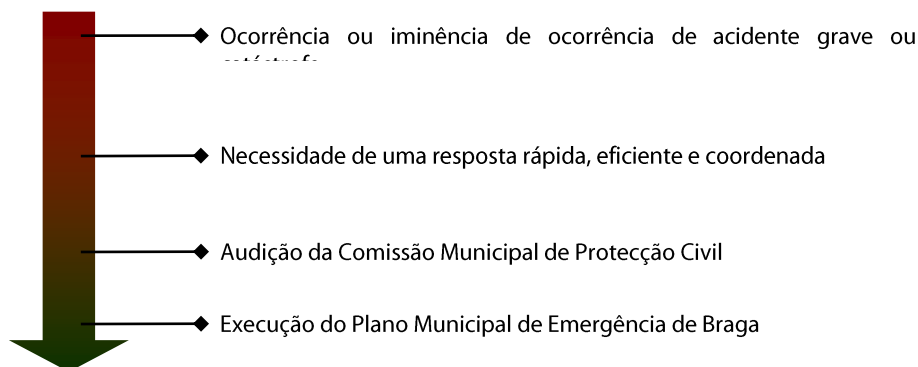 Ocorrência ou iminência de ocorrência de acidente grave ou
Necessidade de uma resposta rápida, eficiente e coordenada
Audição da Comissão Municipal de Protecção Civil
Execução do Plano Municipal de Emergência de Braga